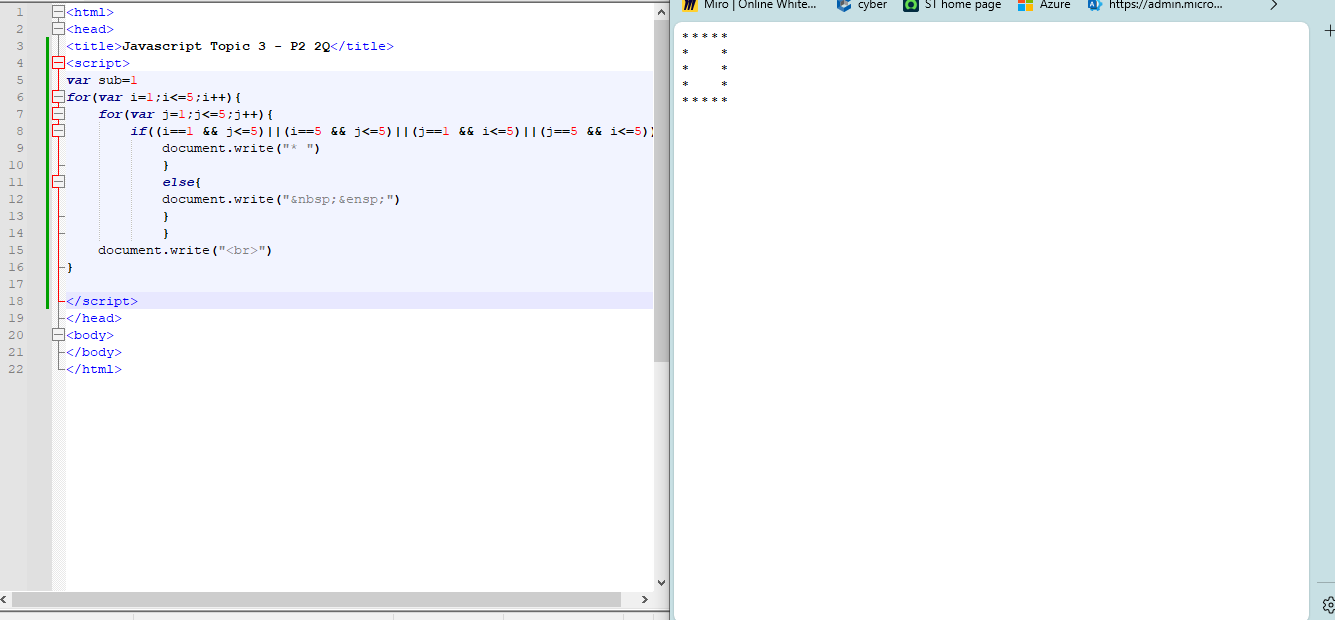 1 <html>
2 <head>
3 <title>Javascript Topic 3 - P2 2Q</title>
4 <script>
5 var sub=1
6 for(var i=1;i<=5;i++){
7 for(var j=1;j<=5;j++){
8 if((i==1 && j<=5)||(i==5 && j<=5)||(j==1 && i<=5)||(j==5 && i<=5))
9 document.write("* ")
10 }
11 else{
12 document.write("&nbsp;&ensp;")
13 }
14 }
15 document.write("<br>")
16 }
17
18 </script>
19 </head>
20 <body>
21 </body>
22 </html>
Miro | Online White... cyber ST home page Azure https://admin.micro...
* * * * *
* *
* *
* *
* * * * *